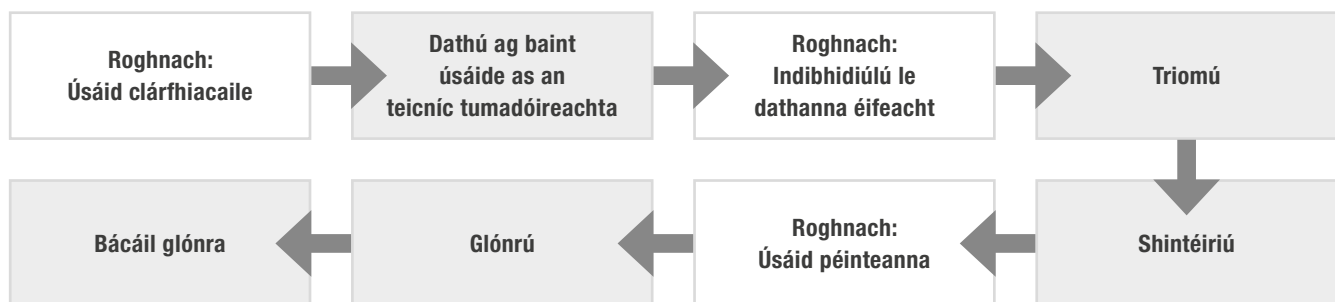 Roghnach:
Úsáid clárfhiacaile
Dathú ag baint
úsáide as an
teicníc tumadóireachta
Roghnach:
Indibhidiúlú le
dathanna éifeacht
Triomú
Shintéiriú
Roghnach:
Úsáid péinteanna
Glónrú
Bácáil glónra